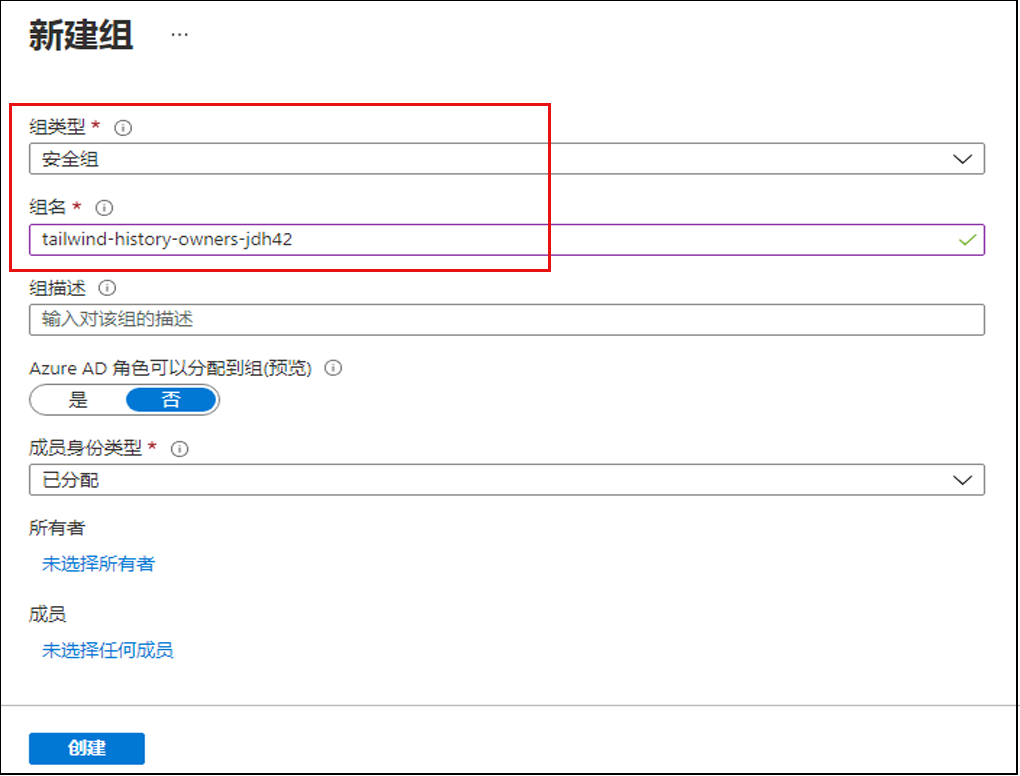 新建组 ...
组类型 *
安全组
组名 *
tailwind-history-owners-jdh42
组描述
输入对该组的描述
Azure AD 角色可以分配到组(预览)
是 否
成员身份类型 *
已分配
所有者
未选择所有者
成员
未选择任何成员
创建